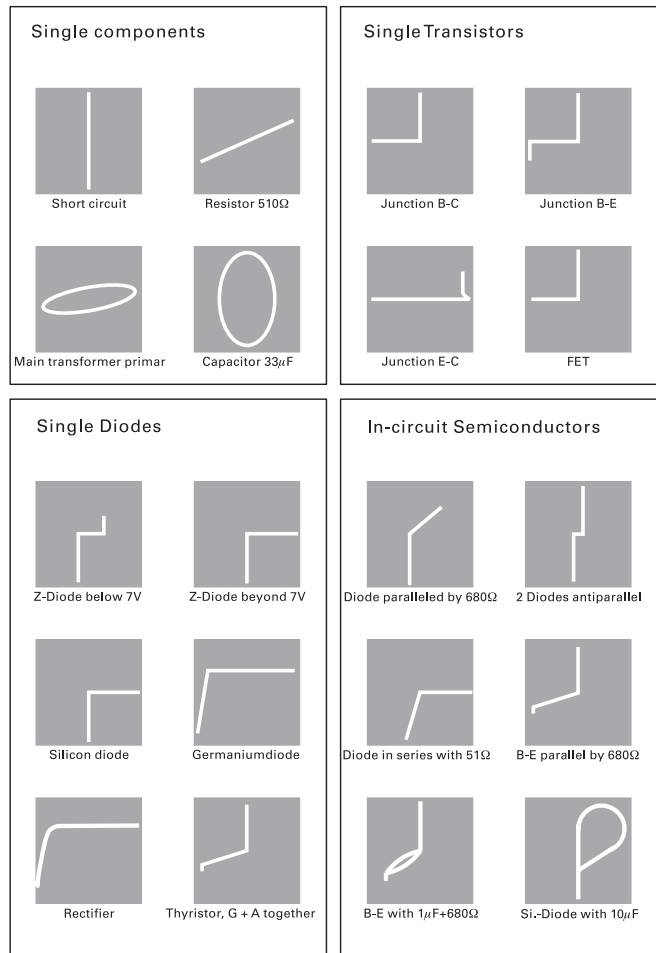 Single components
Short circuit
Resistor 510Ω
Main transformer primar
Capacitor 33µF
Single Transistors
Junction B-C
Junction B-E
Junction E-C
FET
Single Diodes
Z-Diode below 7V
Z-Diode beyond 7V
Silicon diode
Germaniumdiode
Rectifier
Thyristor, G + A together
In-circuit Semiconductors
Diode paralleled by 680Ω
2 Diodes antiparallel
Diode in series with 51Ω
B-E parallel by 680Ω
B-E with 1µF+680Ω
Si.-Diode with 10µF